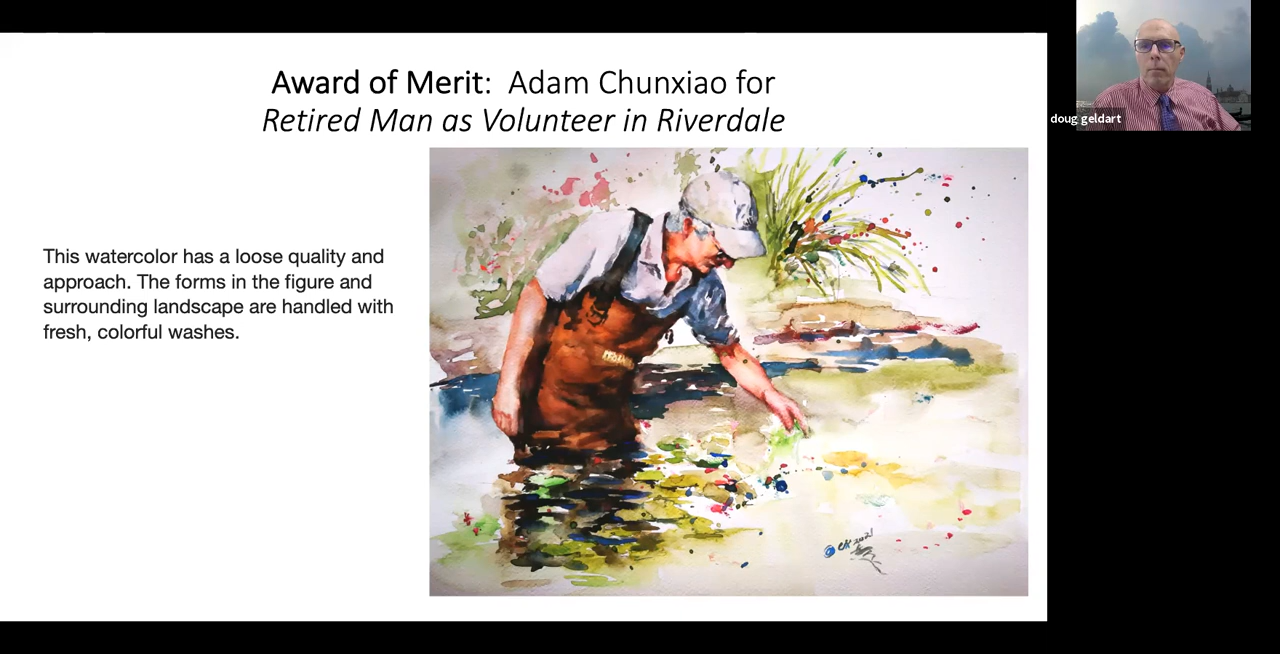 Award of Merit:  Adam Chunxiao for
Retired Man as Volunteer in Riverdale
This watercolor has a loose quality and
approach. The forms in the figure and
surrounding landscape are handled with
fresh, colorful washes.
doug geldart